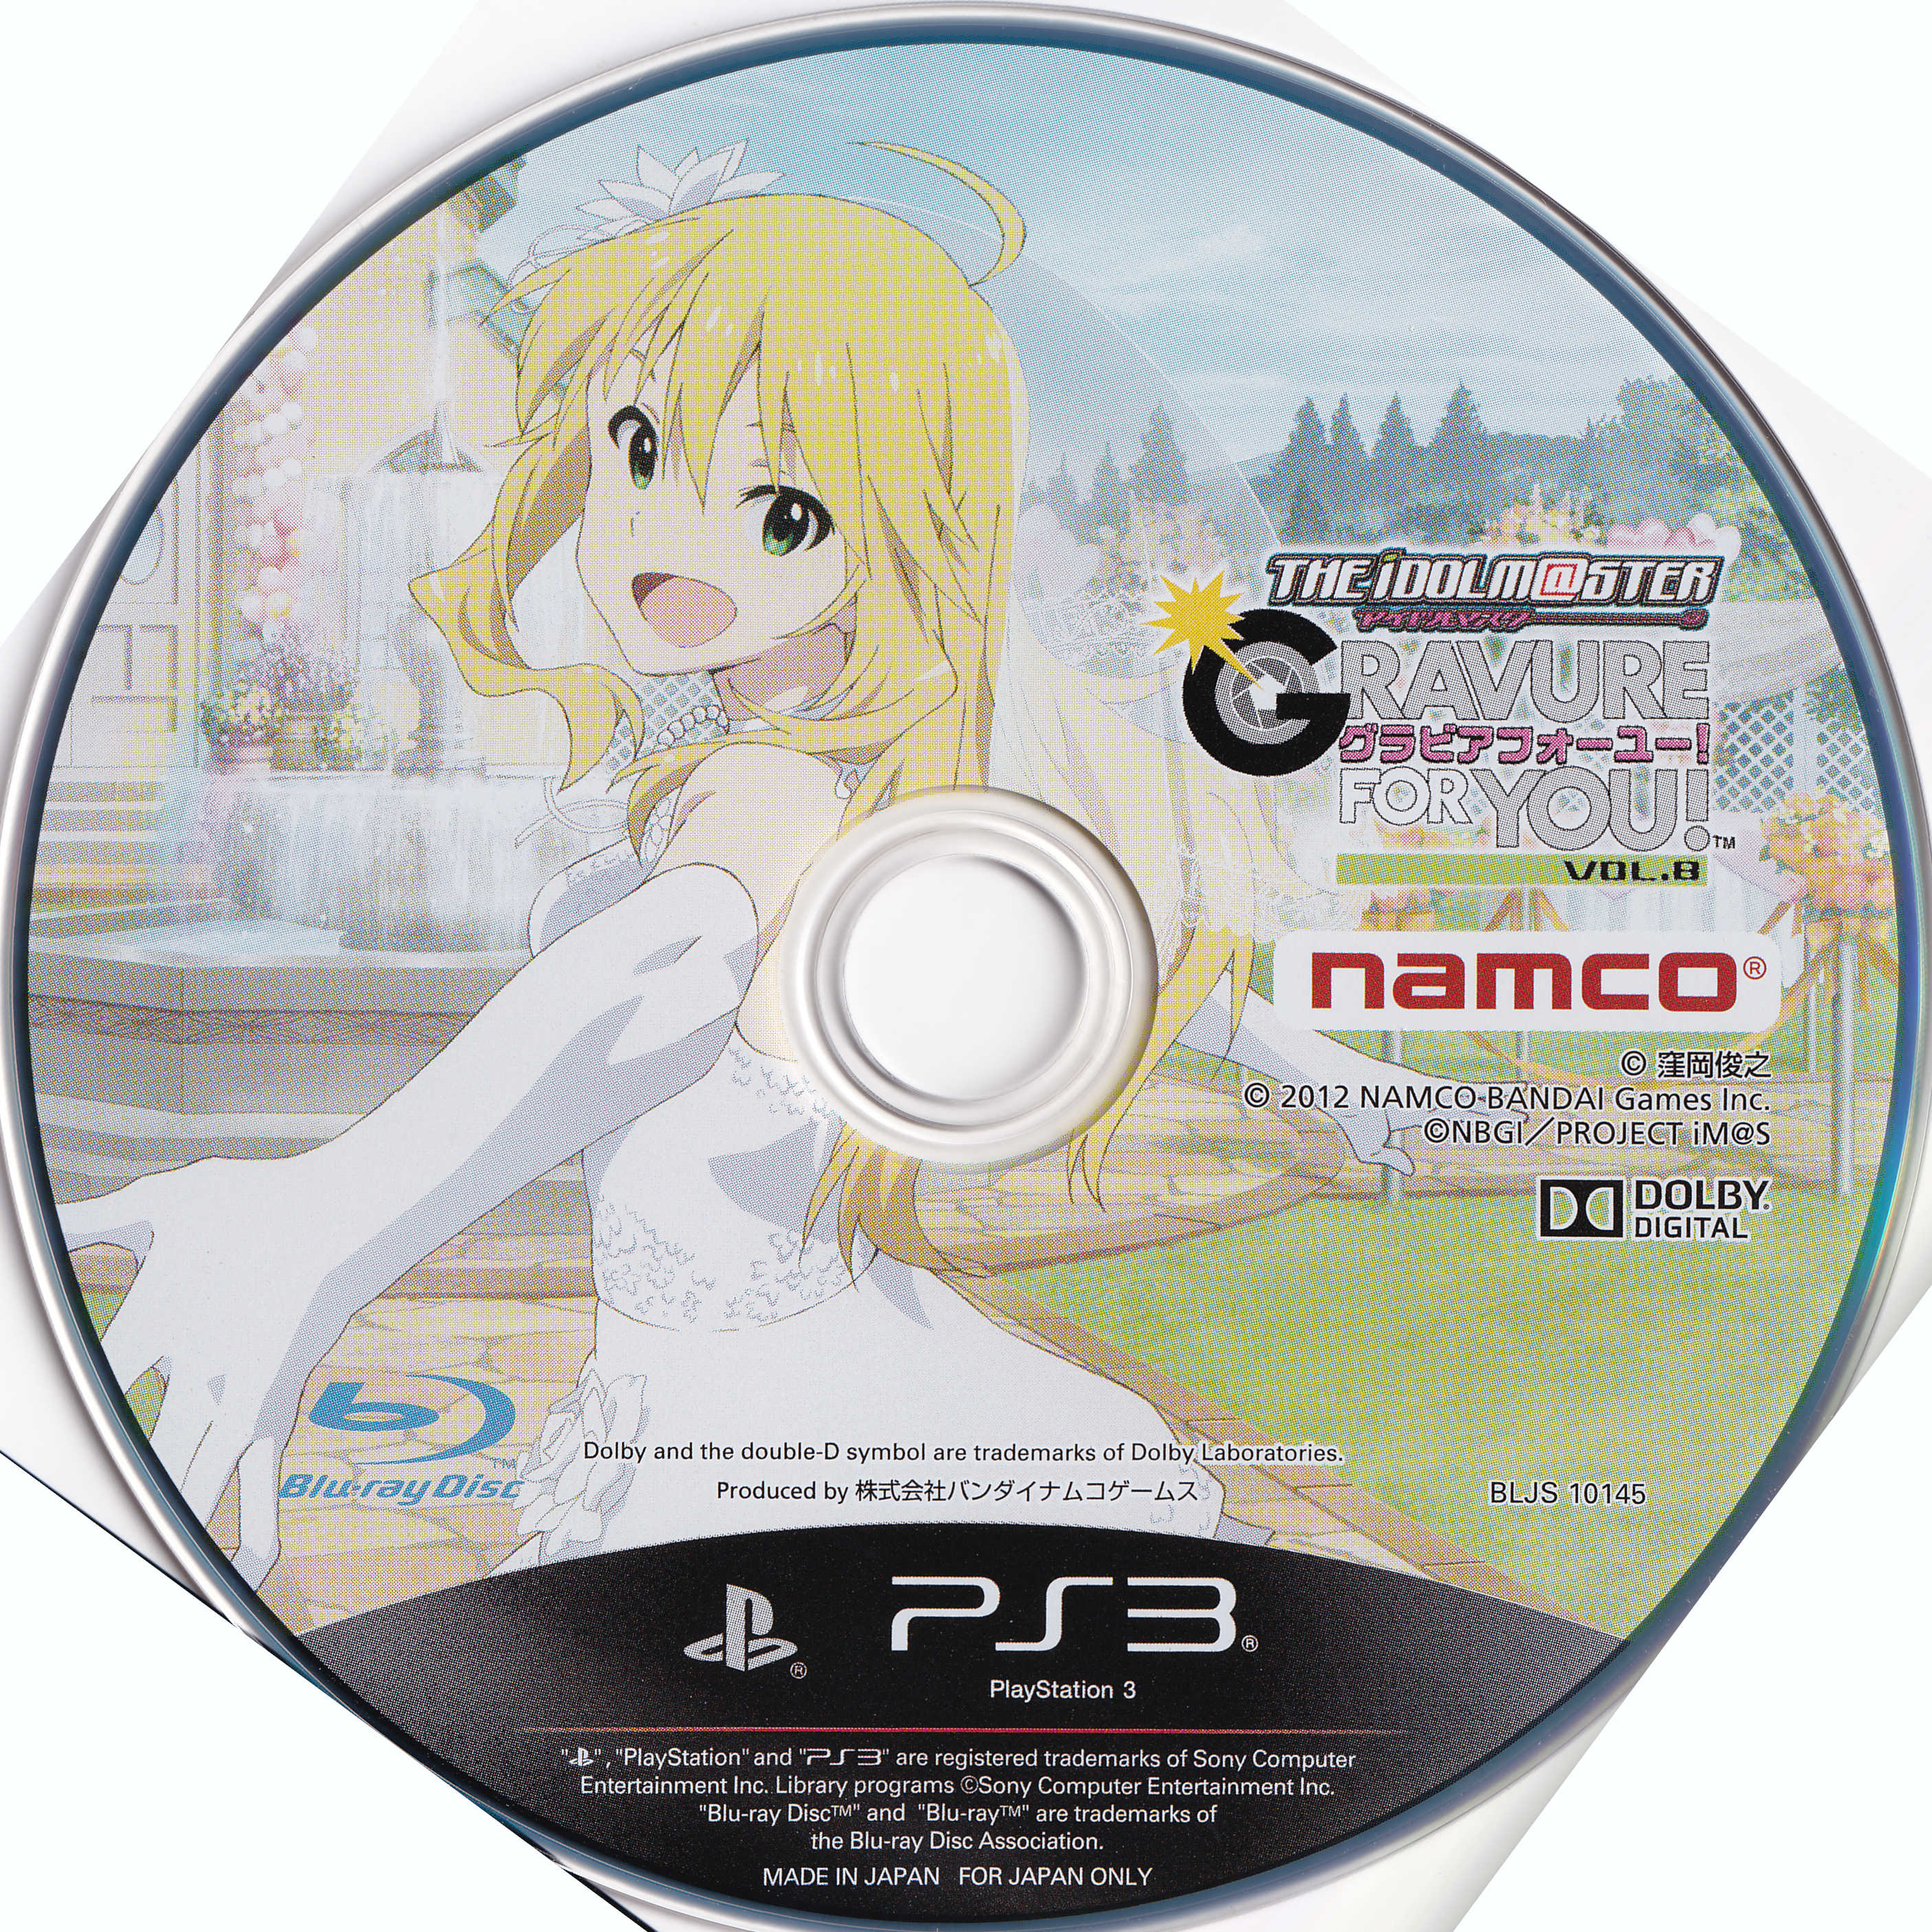 THE iDOLM@STER
アイドルマスター
GRAVURE
グラビアフォーユー!
FOR YOU!™
VOL.8
namco®
© 窪岡俊之
© 2012 NAMCO BANDAI Games Inc.
©NBGI／PROJECT iM@S
DOLBY®
DIGITAL
Blu-ray Disc™
Dolby and the double-D symbol are trademarks of Dolby Laboratories.
Produced by 株式会社バンダイナムコゲームス
BLJS 10145
PS3®
PlayStation 3
" ", "PlayStation" and "PS3" are registered trademarks of Sony Computer
Entertainment Inc. Library programs ©Sony Computer Entertainment Inc.
"Blu-ray Disc™" and "Blu-ray™" are trademarks of
the Blu-ray Disc Association.
MADE IN JAPAN FOR JAPAN ONLY